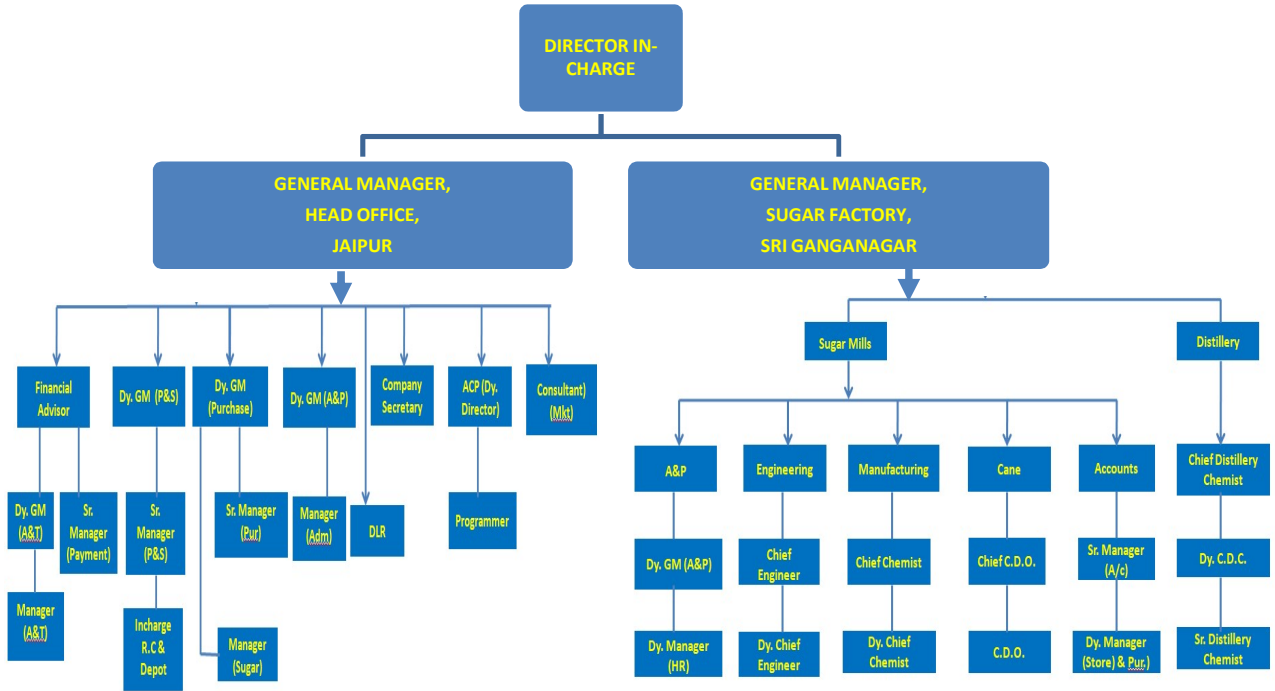 DIRECTOR IN-
CHARGE
GENERAL MANAGER,
HEAD OFFICE,
JAIPUR
GENERAL MANAGER,
SUGAR FACTORY,
SRI GANGANAGAR
Sugar Mills
Distillery
Financial
Advisor
Dy. GM (P&S)
Dy. GM
(Purchase)
Dy. GM (A&P)
Company
Secretary
ACP (Dy.
Director)
Consultant)
(Mkt)
A&P
Engineering
Manufacturing
Cane
Accounts
Chief Distillery
Chemist
Dy. GM
(A&T)
Sr.
Manager
(Payment)
Sr.
Manager
(P&S)
Sr. Manager
(Pur)
Manager
(Adm)
DLR
Programmer
Dy. GM (A&P)
Chief
Engineer
Chief Chemist
Chief C.D.O.
Sr. Manager
(A/c)
Dy. C.D.C.
Manager
(A&T)
Incharge
R.C &
Depot
Manager
(Sugar)
Dy. Manager
(HR)
Dy. Chief
Engineer
Dy. Chief
Chemist
C.D.O.
Dy. Manager
(Store) & Pur.)
Sr. Distillery
Chemist